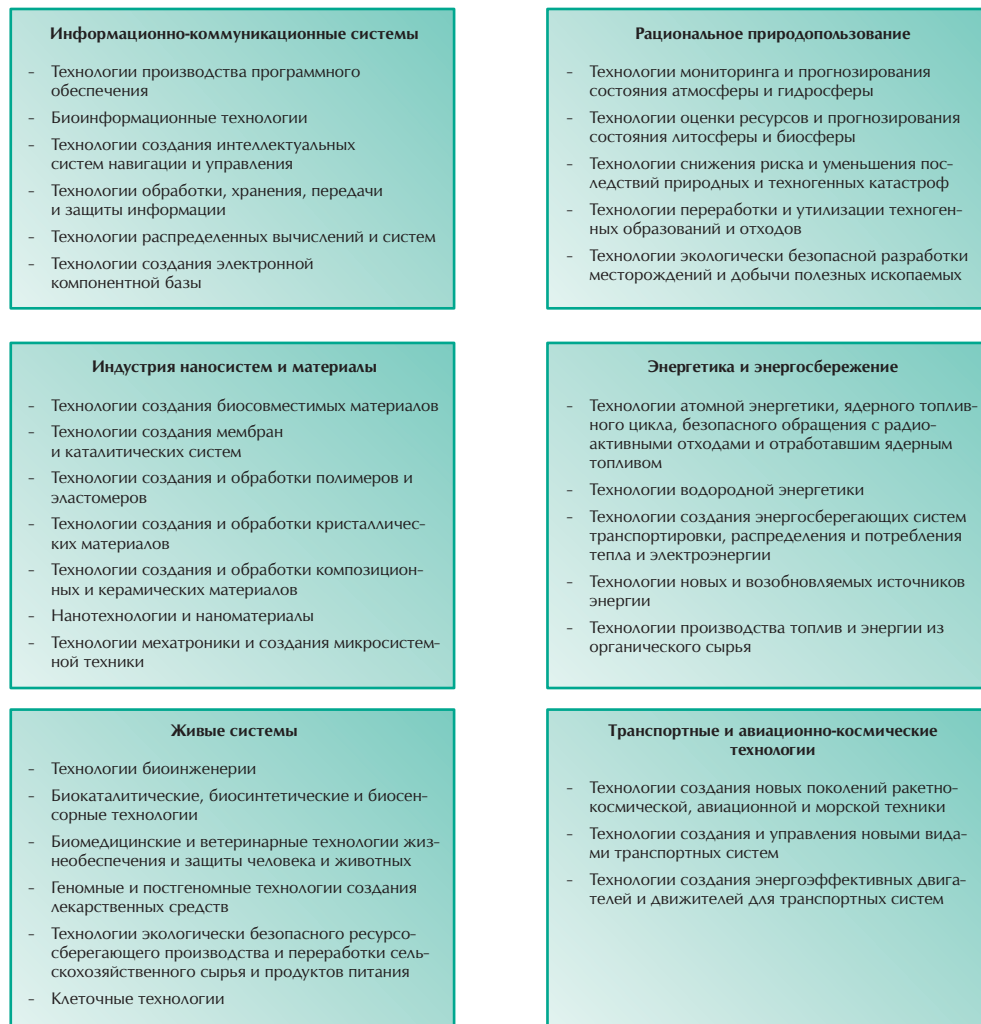 Информационно-коммуникационные системы
- Технологии производства программного
обеспечения
- Биоинформационные технологии
- Технологии создания интеллектуальных
систем навигации и управления
- Технологии обработки, хранения, передачи
и защиты информации
- Технологии распределенных вычислений и систем
- Технологии создания электронной
компонентной базы
Рациональное природопользование
- Технологии мониторинга и прогнозирования
состояния атмосферы и гидросферы
- Технологии оценки ресурсов и прогнозирования
состояния литосферы и биосферы
- Технологии снижения риска и уменьшения пос-
ледствий природных и техногенных катастроф
- Технологии переработки и утилизации техноген-
ных образований и отходов
- Технологии экологически безопасной разработки
месторождений и добычи полезных ископаемых
Индустрия наносистем и материалы
- Технологии создания биосовместимых материалов
- Технологии создания мембран
и каталитических систем
- Технологии создания и обработки полимеров и
эластомеров
- Технологии создания и обработки кристалличес-
ких материалов
- Технологии создания и обработки композицион-
ных и керамических материалов
- Нанотехнологии и наноматериалы
- Технологии мехатроники и создания микросистем-
ной техники
Энергетика и энергосбережение
- Технологии атомной энергетики, ядерного топлив-
ного цикла, безопасного обращения с радио-
активными отходами и отработавшим ядерным
топливом
- Технологии водородной энергетики
- Технологии создания энергосберегающих систем
транспортировки, распределения и потребления
тепла и электроэнергии
- Технологии новых и возобновляемых источников
энергии
- Технологии производства топлив и энергии из
органического сырья
Живые системы
- Технологии биоинженерии
- Биокаталитические, биосинтетические и биосен-
сорные технологии
- Биомедицинские и ветеринарные технологии жиз-
необеспечения и защиты человека и животных
- Геномные и постгеномные технологии создания
лекарственных средств
- Технологии экологически безопасного ресурсо-
сберегающего производства и переработки сель-
скохозяйственного сырья и продуктов питания
- Клеточные технологии
Транспортные и авиационно-космические
технологии
- Технологии создания новых поколений ракетно-
космической, авиационной и морской техники
- Технологии создания и управления новыми вида-
ми транспортных систем
- Технологии создания энергоэффективных двига-
телей и движителей для транспортных систем